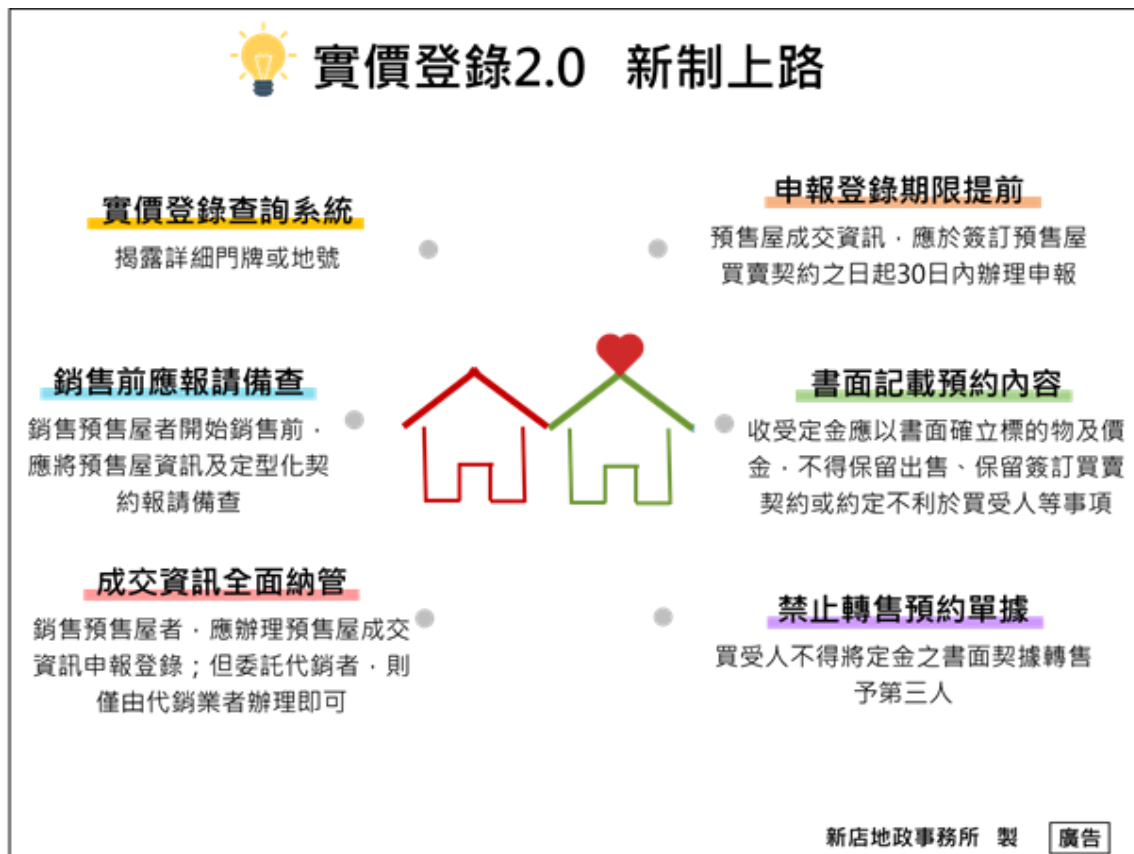 實價登錄2.0 新制上路
實價登錄查詢系統
揭露詳細門牌或地號
銷售前應報請備查
銷售預售屋者開始銷售前，
應將預售屋資訊及定型化契
約報請備查
成交資訊全面納管
銷售預售屋者，應辦理預售屋成交
資訊申報登錄；但委託代銷者，則
僅由代銷業者辦理即可
申報登錄期限提前
預售屋成交資訊，應於簽訂預售屋
買賣契約之日起30日內辦理申報
書面記載預約內容
收受定金應以書面確立標的物及價
金，不得保留出售、保留簽訂買賣
契約或約定不利於買受人等事項
禁止轉售預約單據
買受人不得將定金之書面契據轉售
予第三人
新店地政事務所 製 廣告